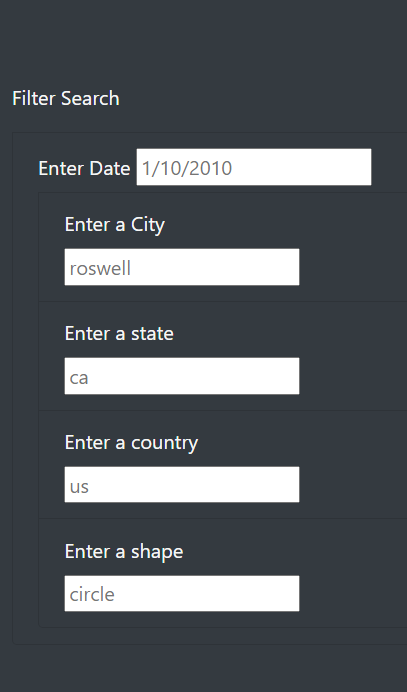 Filter Search
Enter Date 1/10/2010
Enter a City
roswell
Enter a state
ca
Enter a country
us
Enter a shape
circle